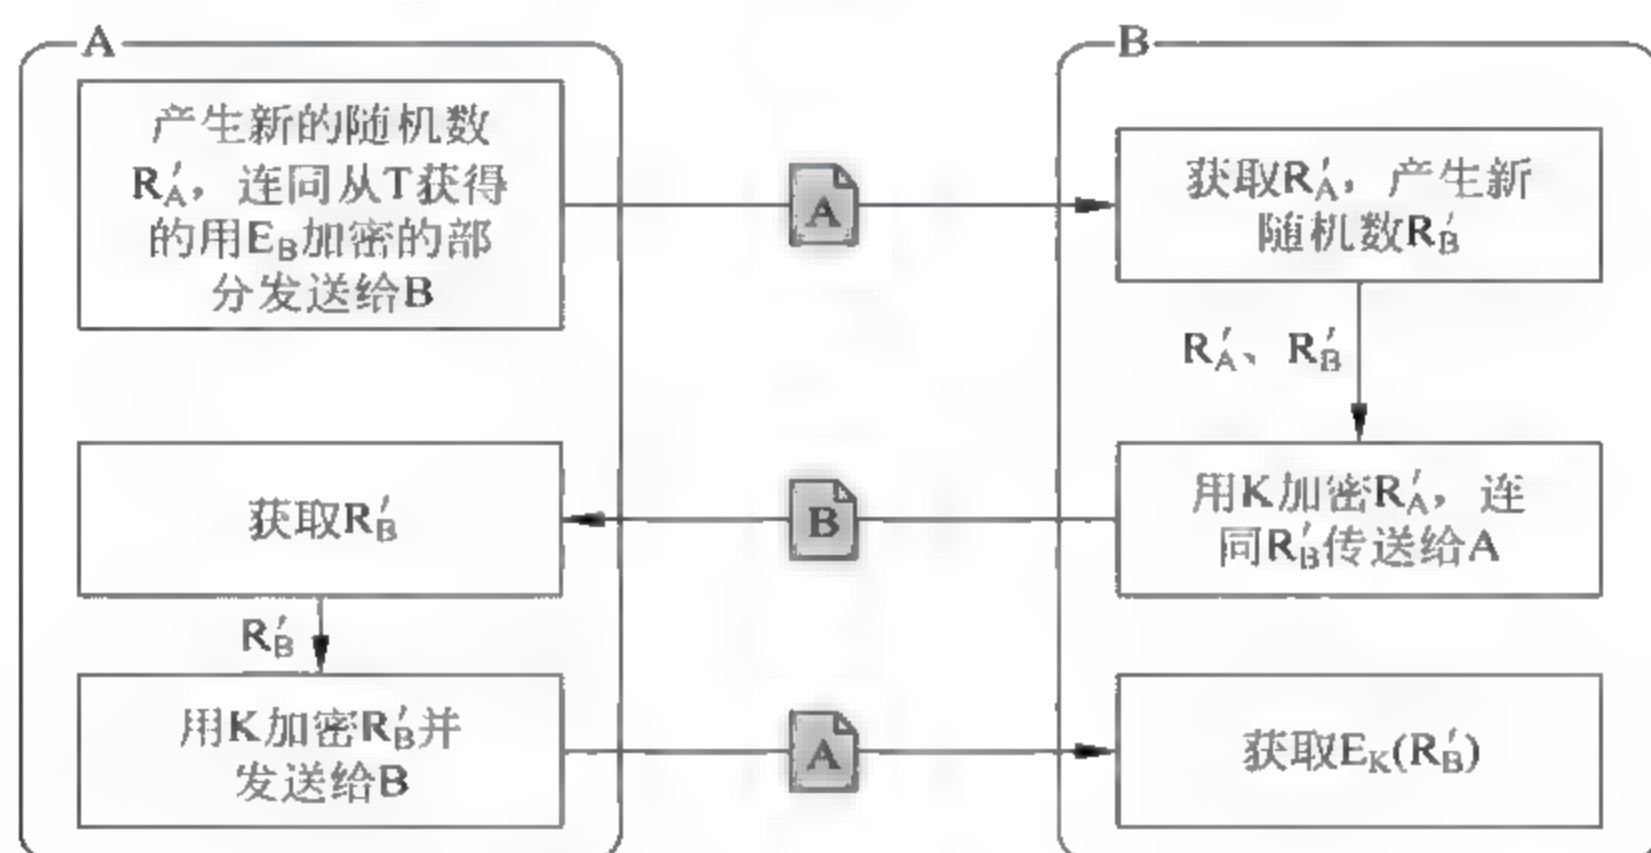 A
B
产生新的随机数
R′A，连同从T获得
的用EB加密的部
分发送给B
A
获取R′A，产生新
随机数R′B
R′A、R′B
获取R′B
B
用K加密R′A，连
同R′B传送给A
R′B
用K加密R′B并
发送给B
A
获取EK(R′B)